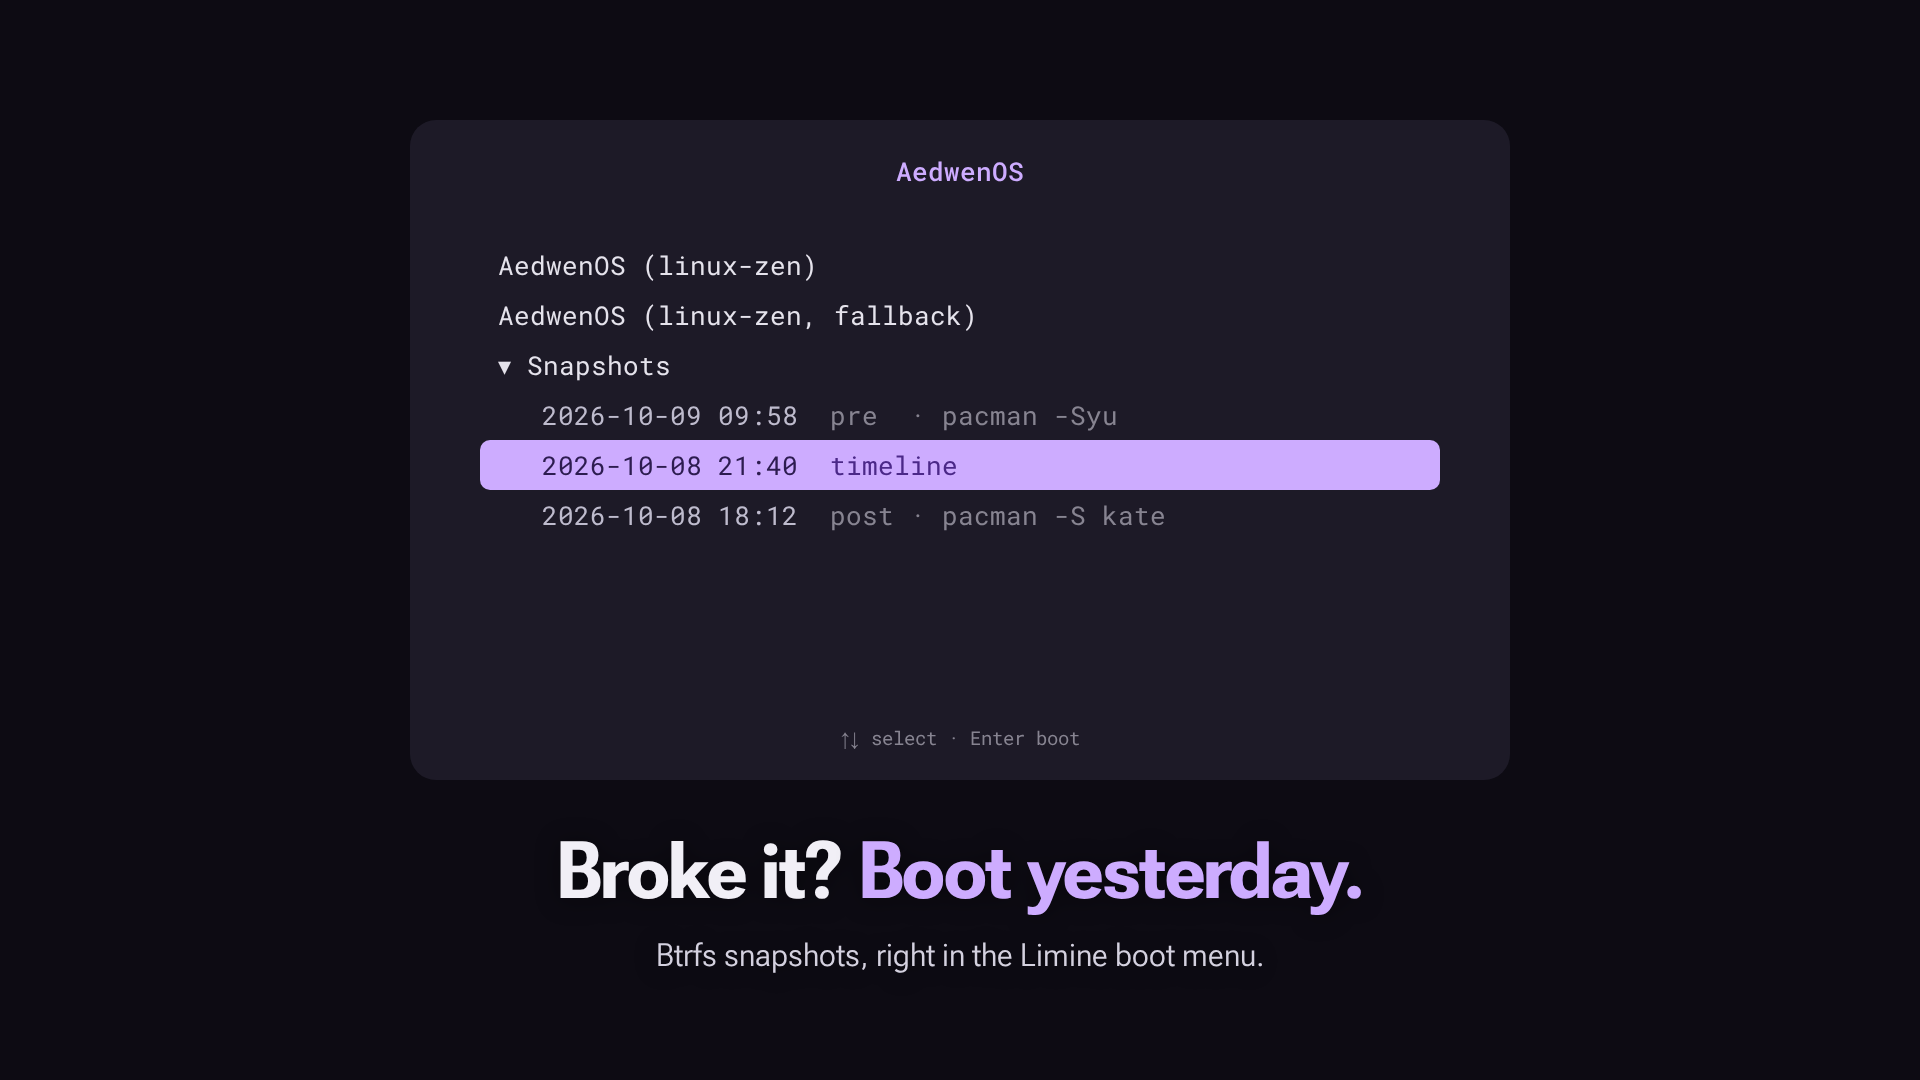 AedwenOS
AedwenOS (linux-zen)
AedwenOS (linux-zen, fallback)
▼ Snapshots
2026-10-09 09:58  pre  · pacman -Syu
2026-10-08 21:40  timeline
2026-10-08 18:12  post · pacman -S kate
↑↓ select · Enter boot
Broke it? Boot yesterday.
Btrfs snapshots, right in the Limine boot menu.